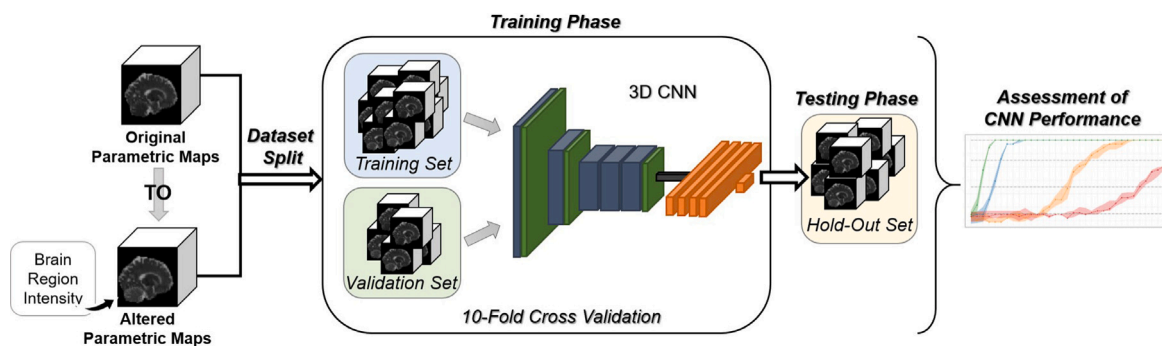 Original
Parametric Maps
TO
Brain
Region
Intensity
Altered
Parametric Maps
Dataset
Split
Training Phase
Training Set
Validation Set
3D CNN
10-Fold Cross Validation
Testing Phase
Hold-Out Set
Assessment of
CNN Performance